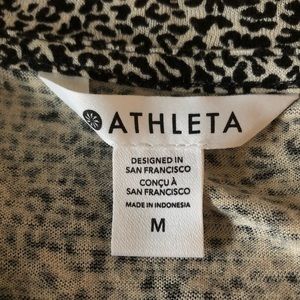 ATHLETA
DESIGNED IN
SAN FRANCISCO
CONÇU À
SAN FRANCISCO
MADE IN INDONESIA
M